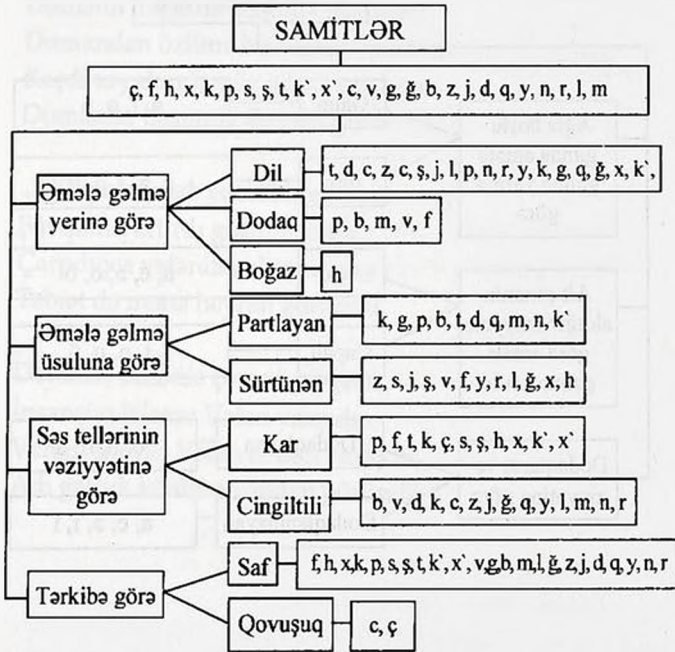 SAMİTLƏR
ç, f, h, x, k, p, s, ş, t, k`, x`, c, v, g, ğ, b, z, j, d, q, y, n, r, l, m
Əmələ gəlmə
yerinə görə
Dil
t, d, c, z, c, ş, j, l, p, n, r, y, k, g, q, ğ, x, k`,
Dodaq
p, b, m, v, f
Boğaz
h
Əmələ gəlmə
üsuluna görə
Partlayan
k, g, p, b, t, d, q, m, n, k`
Sürtünən
z, s, j, ş, v, f, y, r, l, ğ, x, h
Səs tellərinin
vəziyyətinə
görə
Kar
p, f, t, k, ç, s, ş, h, x, k`, x`
Cingiltili
b, v, d, k, c, z, j, ğ, q, y, l, m, n, r
Tərkibə görə
Saf
f, h, x,k, p, s,ş,t, k`, x`, v,g,b,m,l,ğ,z,j,d,q,y,n,r
Qovuşuq
c, ç